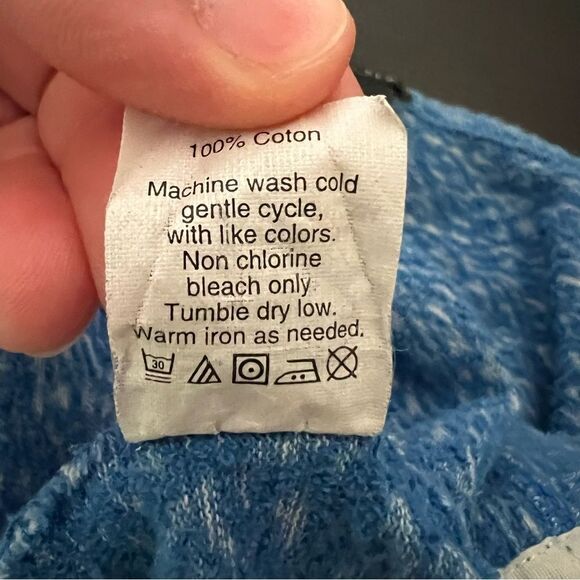 100% Coton
Machine wash cold
gentle cycle,
with like colors.
Non chlorine
bleach only
Tumble dry low.
Warm iron as needed.
30